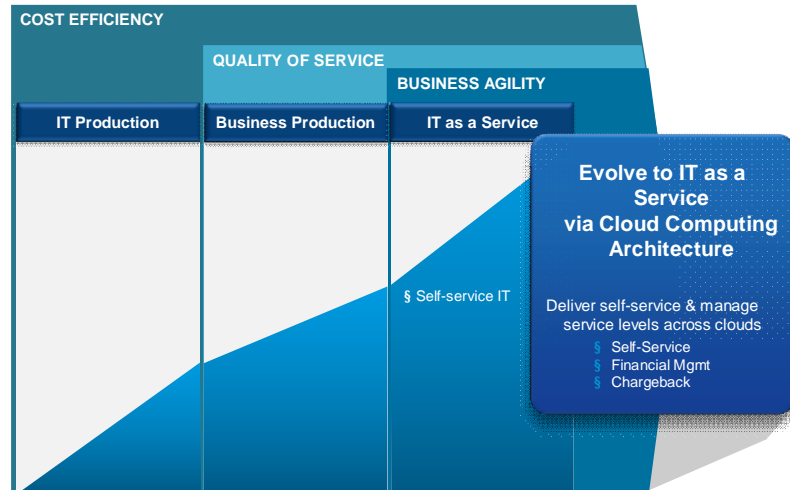 COST EFFICIENCY
QUALITY OF SERVICE
BUSINESS AGILITY
IT Production
Business Production
IT as a Service
Evolve to IT as a
Service
via Cloud Computing
Architecture
§ Self-service IT
Deliver self-service & manage
service levels across clouds
§ Self-Service
§ Financial Mgmt
§ Chargeback